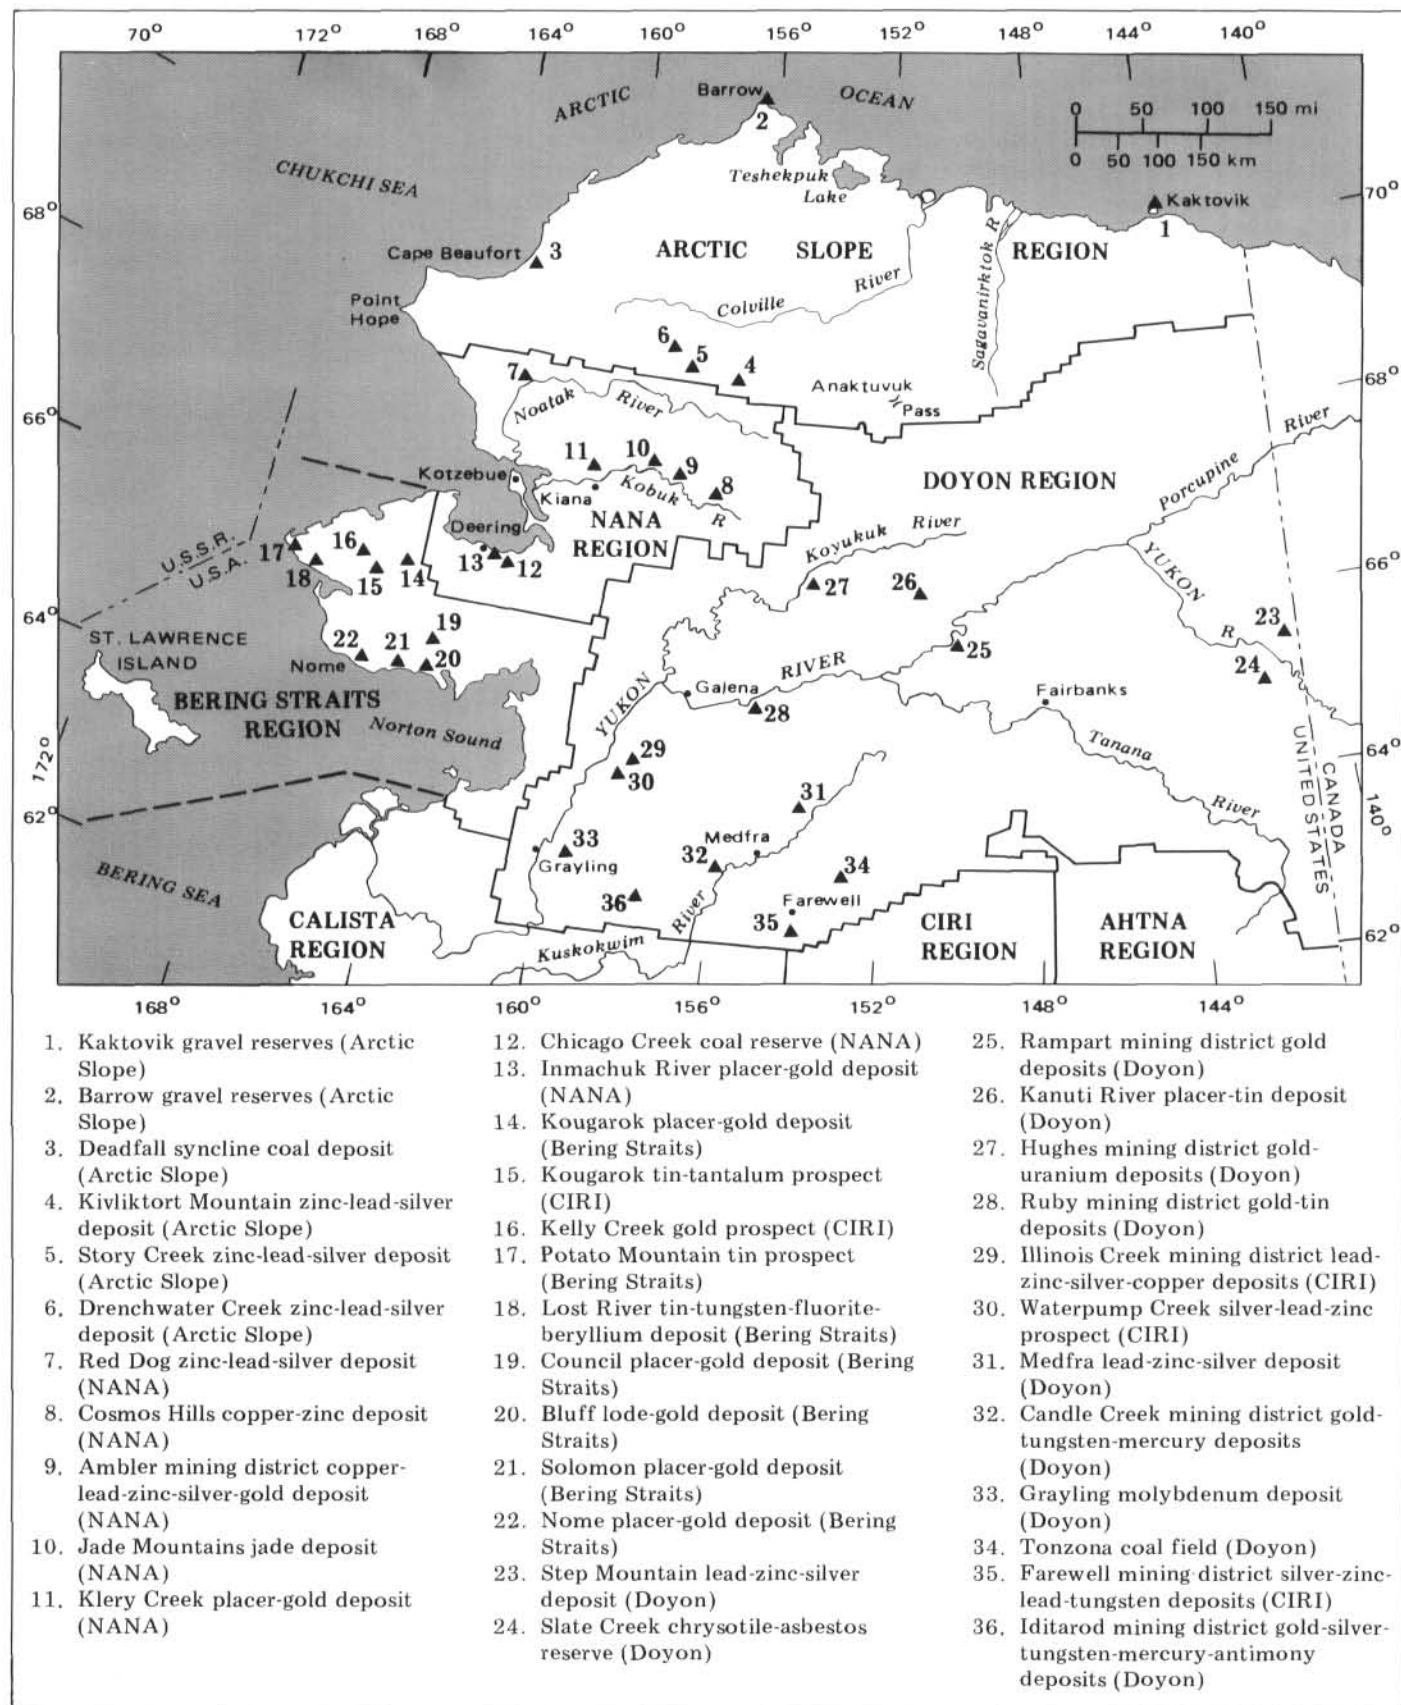 70° 172° 168° 164° 160° 156° 152° 148° 144° 140°
ARCTIC
Barrow
OCEAN
2
0 50 100 150 mi
0 50 100 150 km
CHUKCHI SEA
Teshekpuk
Lake
70°
Kaktovik
1
68°
Cape Beaufort
3
ARCTIC SLOPE REGION
Sagavanirktok R
Point
Hope
Colville River
6
5
4
7
68°
Anaktuvuk
Pass
Noatak River
66°
River
Porcupine
11
10
9
8
Kotzebue
Kiana
Kobuk
R
DOYON REGION
Deering
NANA
REGION
Koyukuk River
U.S.S.R.
U.S.A.
17
16
18
15
14
13
12
27
26
66°
YUKON
R
64°
ST. LAWRENCE
ISLAND
19
22
21
20
Nome
23
25
24
RIVER
YUKON
Galena
28
Fairbanks
BERING STRAITS
REGION
Norton Sound
Tanana
River
172°
29
30
64°
CANADA
UNITED STATES
140°
62°
31
Medfra
33
32
34
Grayling
BERING SEA
36
River
Farewell
35
CALISTA
REGION
Kuskokwim
CIRI
REGION
AHTNA
REGION
62°
168° 164° 160° 156° 152° 148° 144°
1. Kaktovik gravel reserves (Arctic
Slope)
2. Barrow gravel reserves (Arctic
Slope)
3. Deadfall syncline coal deposit
(Arctic Slope)
4. Kivliktort Mountain zinc-lead-silver
deposit (Arctic Slope)
5. Story Creek zinc-lead-silver deposit
(Arctic Slope)
6. Drenchwater Creek zinc-lead-silver
deposit (Arctic Slope)
7. Red Dog zinc-lead-silver deposit
(NANA)
8. Cosmos Hills copper-zinc deposit
(NANA)
9. Ambler mining district copper-
lead-zinc-silver-gold deposit
(NANA)
10. Jade Mountains jade deposit
(NANA)
11. Klery Creek placer-gold deposit
(NANA)
12. Chicago Creek coal reserve (NANA)
13. Inmachuk River placer-gold deposit
(NANA)
14. Kougarok placer-gold deposit
(Bering Straits)
15. Kougarok tin-tantalum prospect
(CIRI)
16. Kelly Creek gold prospect (CIRI)
17. Potato Mountain tin prospect
(Bering Straits)
18. Lost River tin-tungsten-fluorite-
beryllium deposit (Bering Straits)
19. Council placer-gold deposit (Bering
Straits)
20. Bluff lode-gold deposit (Bering
Straits)
21. Solomon placer-gold deposit
(Bering Straits)
22. Nome placer-gold deposit (Bering
Straits)
23. Step Mountain lead-zinc-silver
deposit (Doyon)
24. Slate Creek chrysotile-asbestos
reserve (Doyon)
25. Rampart mining district gold
deposits (Doyon)
26. Kanuti River placer-tin deposit
(Doyon)
27. Hughes mining district gold-
uranium deposits (Doyon)
28. Ruby mining district gold-tin
deposits (Doyon)
29. Illinois Creek mining district lead-
zinc-silver-copper deposits (CIRI)
30. Waterpump Creek silver-lead-zinc
prospect (CIRI)
31. Medfra lead-zinc-silver deposit
(Doyon)
32. Candle Creek mining district gold-
tungsten-mercury deposits
(Doyon)
33. Grayling molybdenum deposit
(Doyon)
34. Tonzona coal field (Doyon)
35. Farewell mining district silver-zinc-
lead-tungsten deposits (CIRI)
36. Iditarod mining district gold-silver-
tungsten-mercury-antimony
deposits (Doyon)